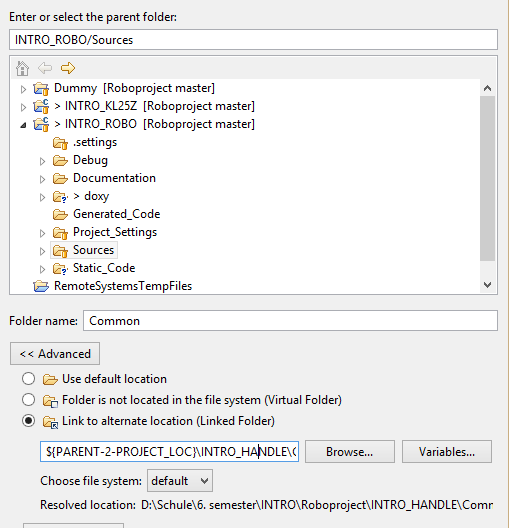 Enter or select the parent folder:
INTRO_ROBO/Sources
Dummy [Roboproject master]
> INTRO_KL25Z [Roboproject master]
> INTRO_ROBO [Roboproject master]
.settings
Debug
Documentation
> doxy
Generated_Code
Project_Settings
Sources
Static_Code
RemoteSystemsTempFiles
Folder name: Common
<< Advanced
Use default location
Folder is not located in the file system (Virtual Folder)
Link to alternate location (Linked Folder)
${PARENT-2-PROJECT_LOC}\INTRO_HANDLE\C Browse... Variables...
Choose file system: default
Resolved location: D:\Schule\6. semester\INTRO\Roboproject\INTRO_HANDLE\Comm